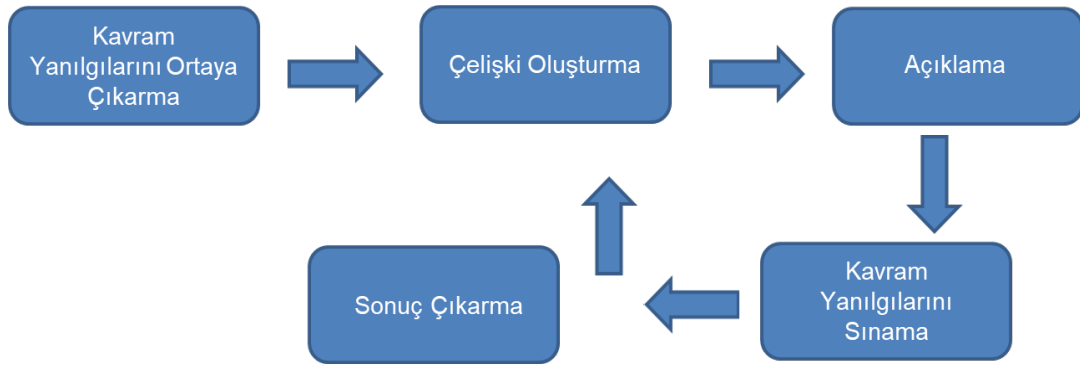 Kavram
Yanılgılarını Ortaya
Çıkarma
Çelişki Oluşturma
Açıklama
Kavram
Yanılgılarını
Sınama
Sonuç Çıkarma